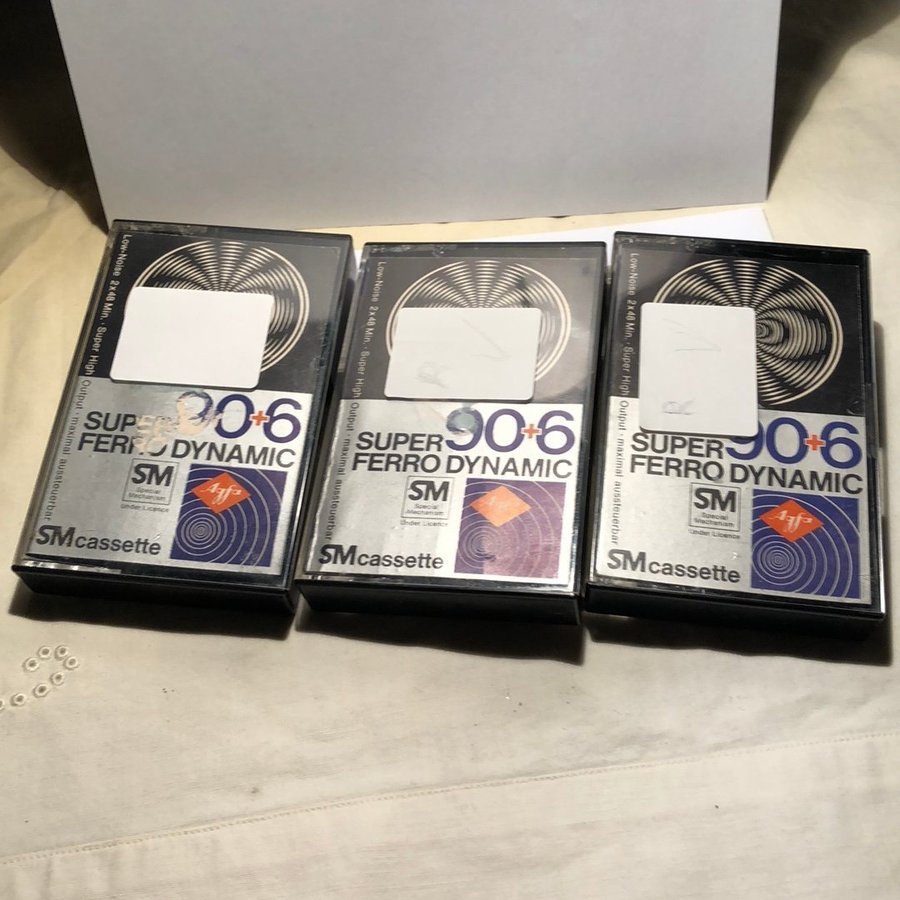 Low-Noise 2x48 Min. · Super High Output · maximal aussteuerbar
90+6
SUPER
FERRO DYNAMIC
SM
Special
Mechanism
Under Licence
Agfa
SM cassette
Low-Noise 2x48 Min. · Super High Output · maximal aussteuerbar
90+6
SUPER
FERRO DYNAMIC
SM
Special
Mechanism
Under Licence
Agfa
SM cassette
Low-Noise 2x48 Min. · Super High Output · maximal aussteuerbar
90+6
SUPER
FERRO DYNAMIC
SM
Special
Mechanism
Under Licence
Agfa
SM cassette